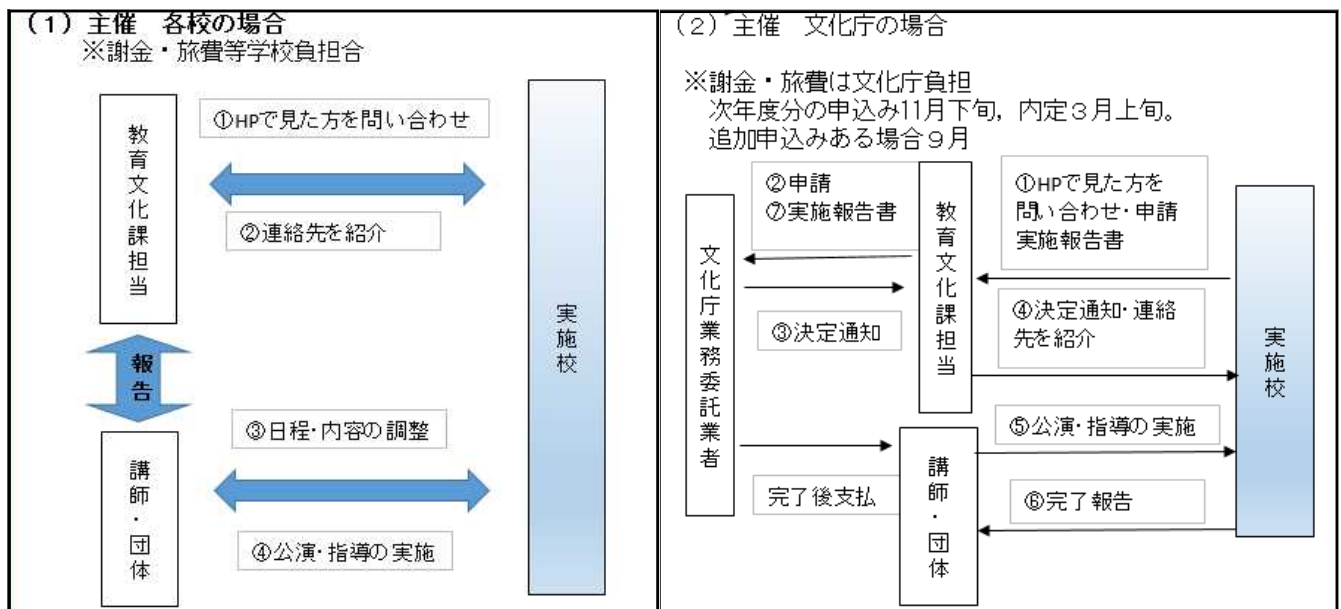 (1)主催 各校の場合
※謝金・旅費等学校負担合
教育文化課担当
①HPで見た方を問い合わせ
②連絡先を紹介
実施校
報告
講師・団体
③日程・内容の調整
④公演・指導の実施
(2)主催 文化庁の場合
※謝金・旅費は文化庁負担
次年度分の申込み11月下旬，内定３月上旬。
追加申込みある場合９月
文化庁業務委託業者
②申請
⑦実施報告書
③決定通知
教育文化課担当
①HPで見た方を
問い合わせ・申請
実施報告書
④決定通知・連絡
先を紹介
実施校
完了後支払
講師・団体
⑤公演・指導の実施
⑥完了報告